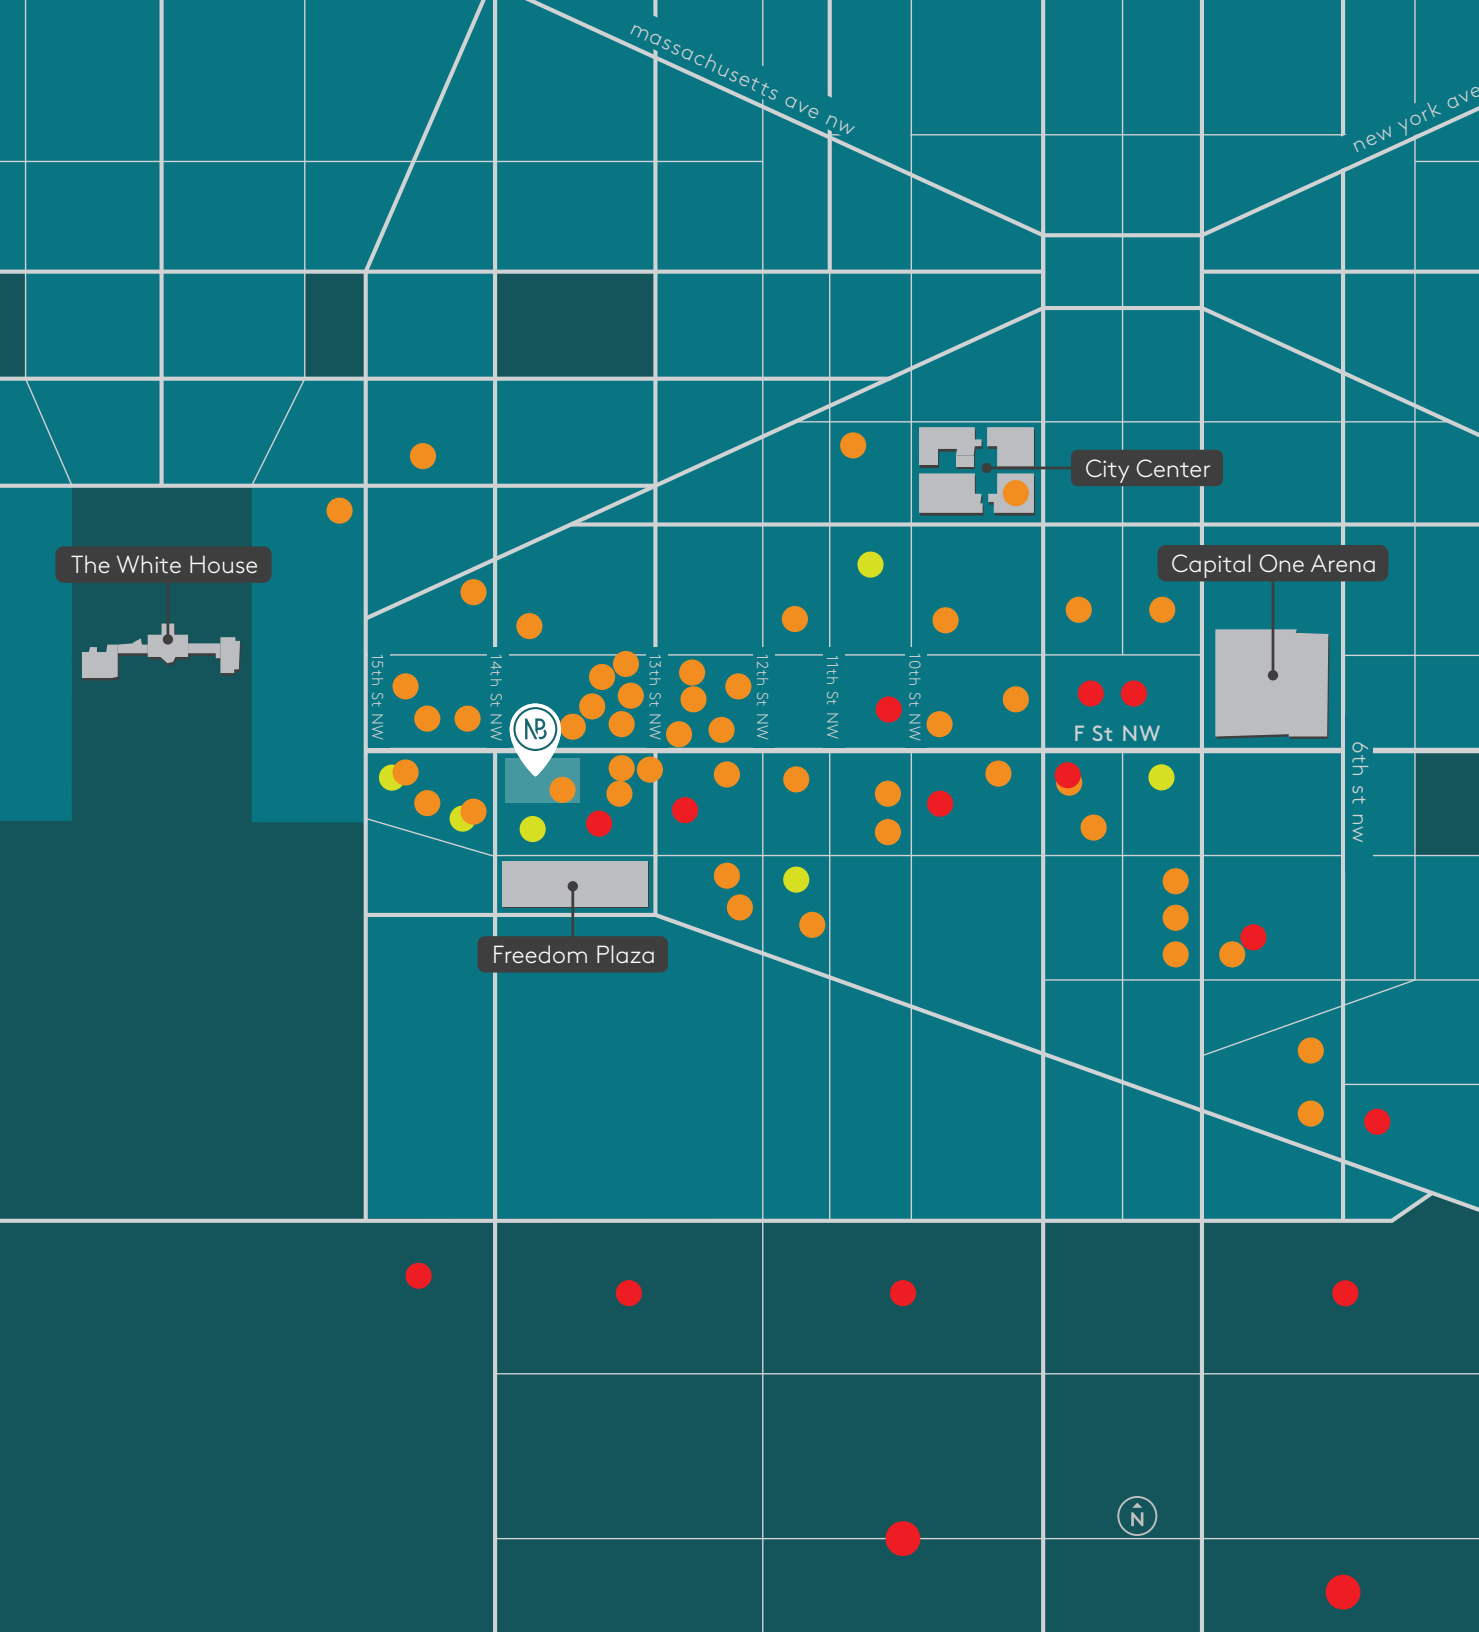 massachusetts ave nw
new york ave
City Center
The White House
Capital One Arena
15th St NW
14th St NW
13th St NW
12th St NW
11th St NW
10th St NW
NB
F St NW
6th st nw
Freedom Plaza
N